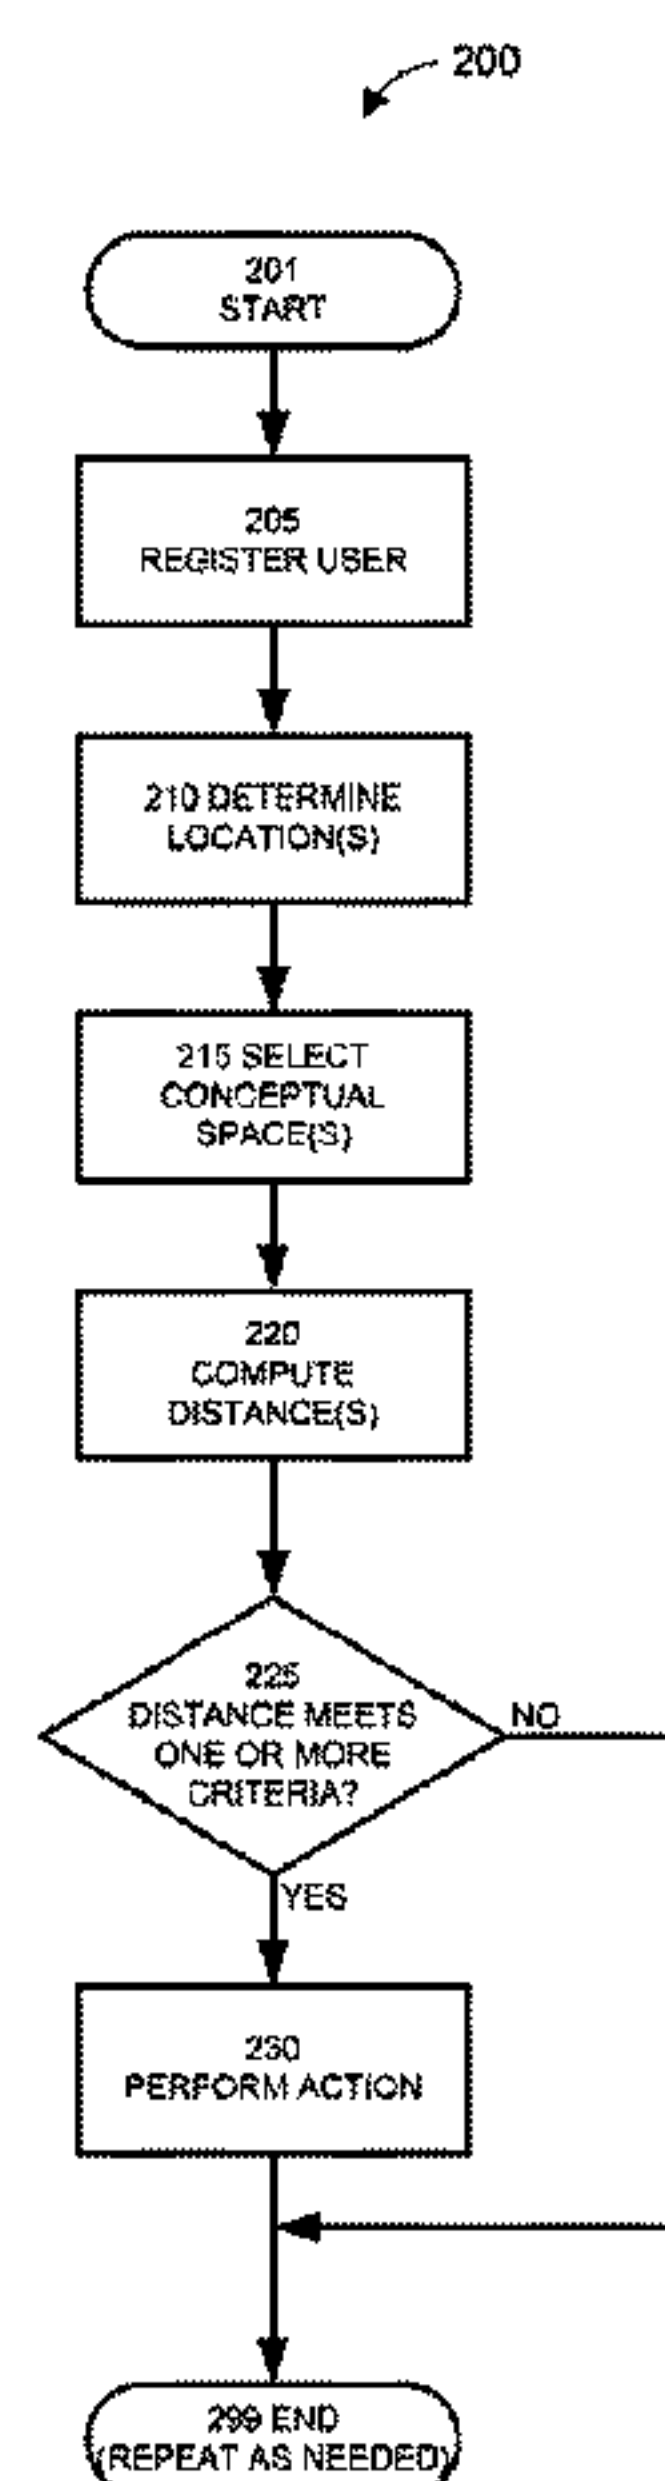 200
201
START
205
REGISTER USER
210 DETERMINE
LOCATION(S)
215 SELECT
CONCEPTUAL
SPACE(S)
220
COMPUTE
DISTANCE(S)
225
DISTANCE MEETS
ONE OR MORE
CRITERIA?
NO
YES
230
PERFORM ACTION
299 END
(REPEAT AS NEEDED)